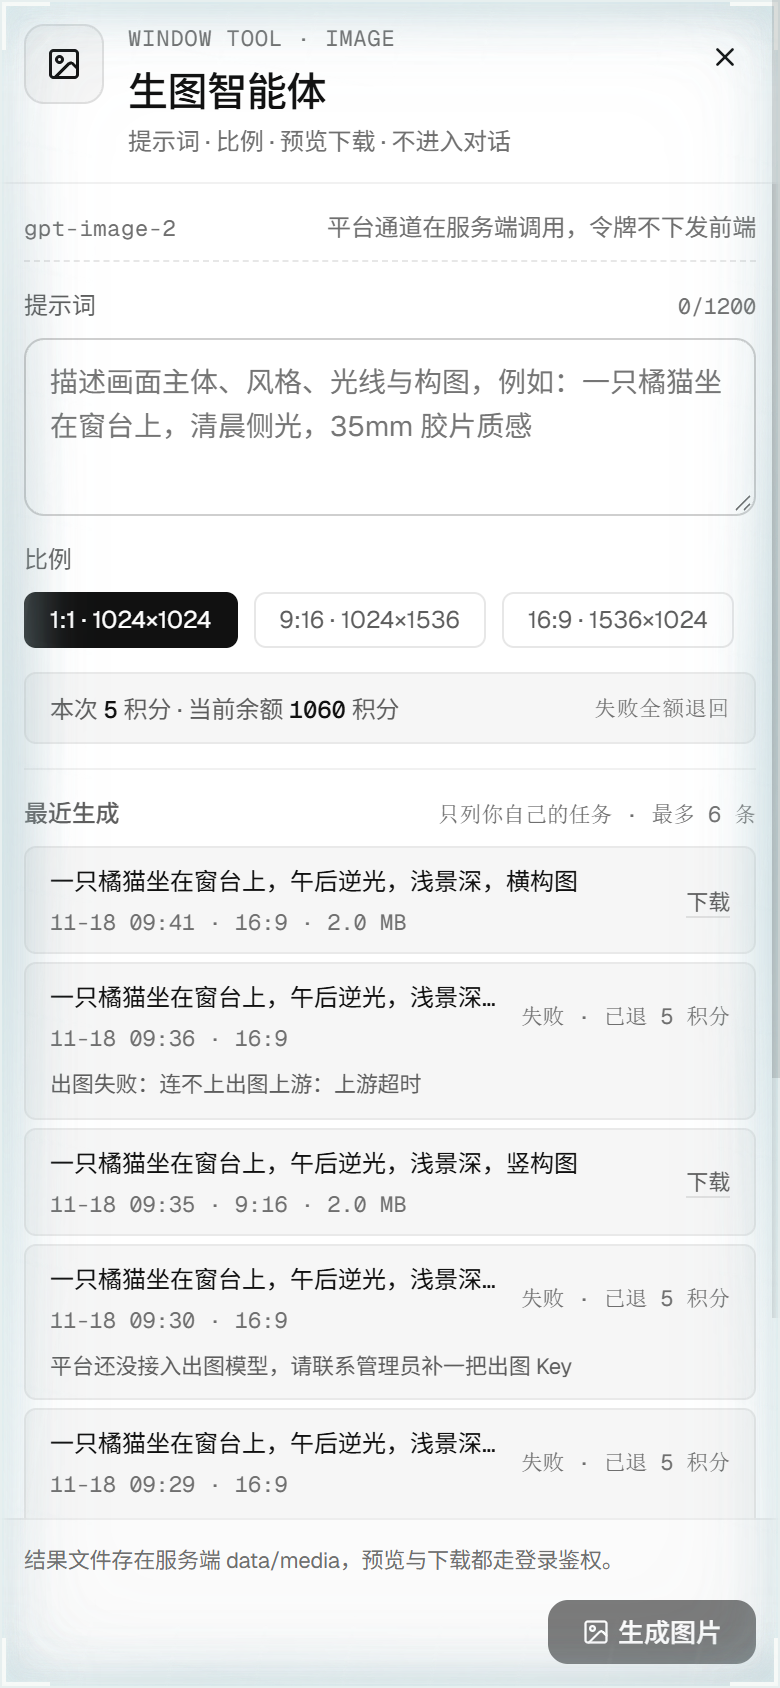 WINDOW TOOL · IMAGE
生图智能体
提示词 · 比例 · 预览下载 · 不进入对话
gpt-image-2
平台通道在服务端调用，令牌不下发前端
提示词
0/1200
描述画面主体、风格、光线与构图，例如：一只橘猫坐
在窗台上，清晨侧光，35mm 胶片质感
比例
1:1 · 1024×1024
9:16 · 1024×1536
16:9 · 1536×1024
本次 5 积分 · 当前余额 1060 积分
失败全额退回
最近生成
只列你自己的任务 · 最多 6 条
一只橘猫坐在窗台上，午后逆光，浅景深，横构图
11-18 09:41 · 16:9 · 2.0 MB
下载
一只橘猫坐在窗台上，午后逆光，浅景深...
11-18 09:36 · 16:9
失败 · 已退 5 积分
出图失败：连不上出图上游：上游超时
一只橘猫坐在窗台上，午后逆光，浅景深，竖构图
11-18 09:35 · 9:16 · 2.0 MB
下载
一只橘猫坐在窗台上，午后逆光，浅景深...
11-18 09:30 · 16:9
失败 · 已退 5 积分
平台还没接入出图模型，请联系管理员补一把出图 Key
一只橘猫坐在窗台上，午后逆光，浅景深...
11-18 09:29 · 16:9
失败 · 已退 5 积分
结果文件存在服务端 data/media，预览与下载都走登录鉴权。
生成图片